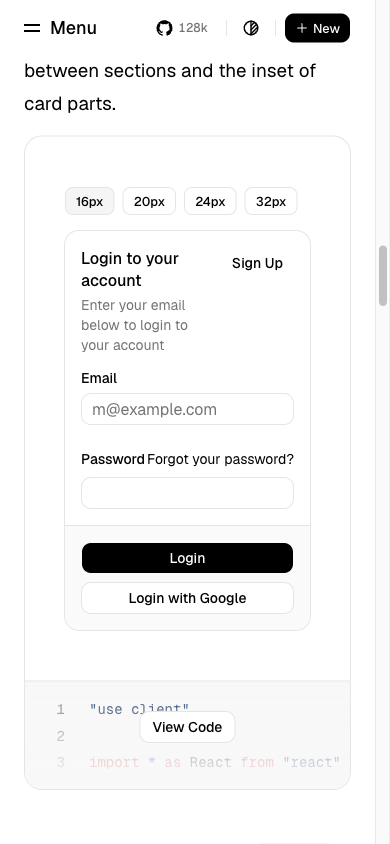 Menu
128k
New
between sections and the inset of
card parts.
16px
20px
24px
32px
Login to your
account
Sign Up
Enter your email
below to login to
your account
Email
m@example.com
Password
Forgot your password?
Login
Login with Google
1 "use client"
View Code
2
3 import * as React from "react"